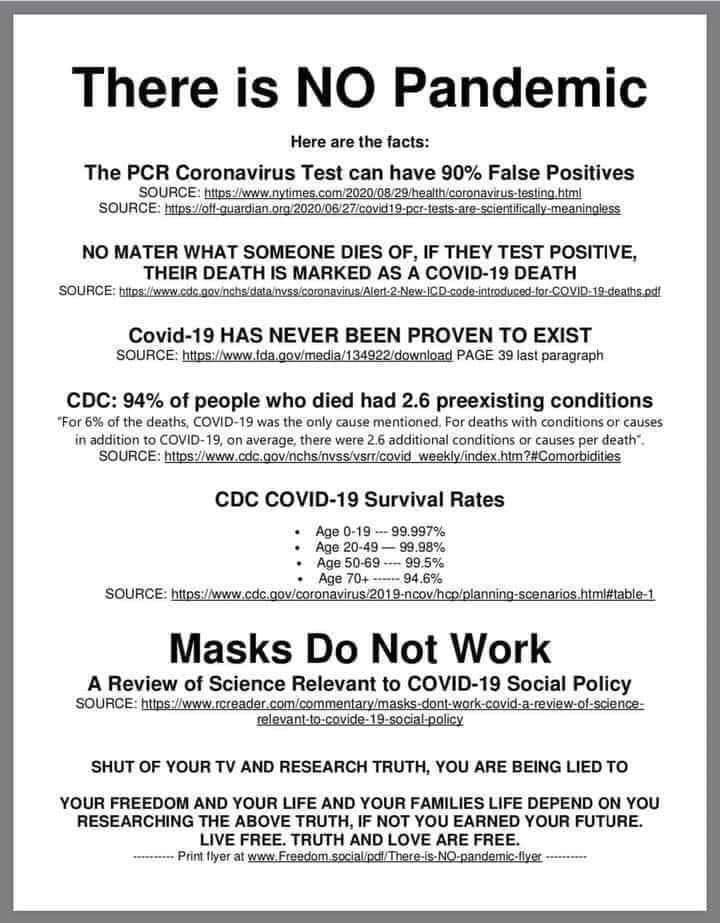 There is NO Pandemic
Here are the facts:
The PCR Coronavirus Test can have 90% False Positives
SOURCE: https://www.nytimes.com/2020/08/29/health/coronavirus-testing.html
SOURCE: https://off-guardian.org/2020/06/27/covid19-pcr-tests-are-scientifically-meaningless
NO MATER WHAT SOMEONE DIES OF, IF THEY TEST POSITIVE,
THEIR DEATH IS MARKED AS A COVID-19 DEATH
SOURCE: https://www.cdc.gov/nchs/data/nvss/coronavirus/Alert-2-New-ICD-code-introduced-for-COVID-19-deaths.pdf
Covid-19 HAS NEVER BEEN PROVEN TO EXIST
SOURCE: https://www.fda.gov/media/134922/download PAGE 39 last paragraph
CDC: 94% of people who died had 2.6 preexisting conditions
“For 6% of the deaths, COVID-19 was the only cause mentioned. For deaths with conditions or causes
in addition to COVID-19, on average, there were 2.6 additional conditions or causes per death”.
SOURCE: https://www.cdc.gov/nchs/nvss/vsrr/covid_weekly/index.htm?#Comorbidities
CDC COVID-19 Survival Rates
• Age 0-19 --- 99.997%
• Age 20-49 — 99.98%
• Age 50-69 ---- 99.5%
• Age 70+ ------ 94.6%
SOURCE: https://www.cdc.gov/coronavirus/2019-ncov/hcp/planning-scenarios.html#table-1
Masks Do Not Work
A Review of Science Relevant to COVID-19 Social Policy
SOURCE: https://www.rcreader.com/commentary/masks-dont-work-covid-a-review-of-science-
relevant-to-covide-19-social-policy
SHUT OF YOUR TV AND RESEARCH TRUTH, YOU ARE BEING LIED TO
YOUR FREEDOM AND YOUR LIFE AND YOUR FAMILIES LIFE DEPEND ON YOU
RESEARCHING THE ABOVE TRUTH, IF NOT YOU EARNED YOUR FUTURE.
LIVE FREE. TRUTH AND LOVE ARE FREE.
---------- Print flyer at www.Freedom.social/pdf/There-is-NO-pandemic-flyer ----------